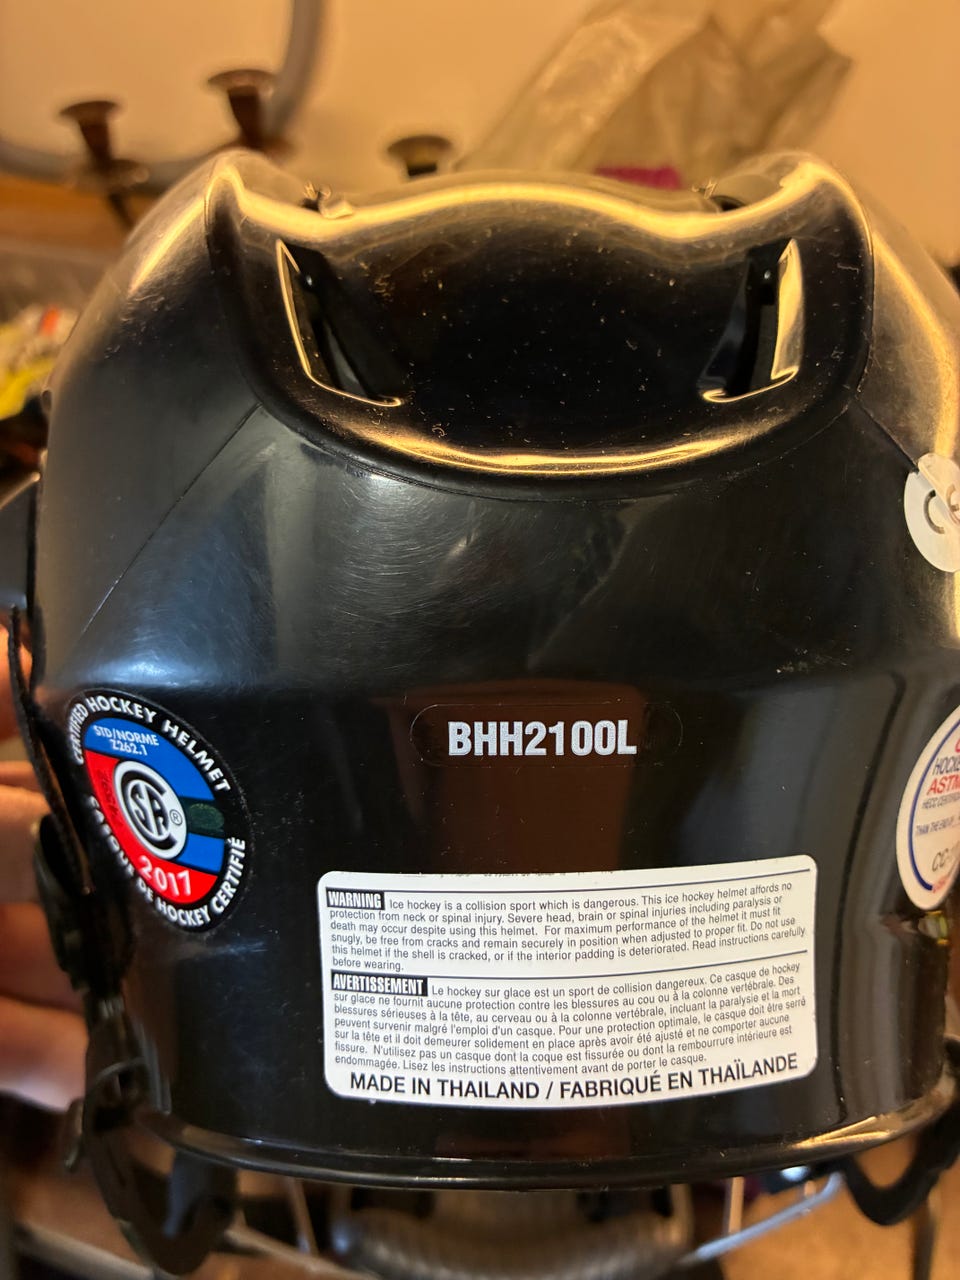 CE
BHH2100L
CERTIFIED HOCKEY HELMET
STD/NORME
Z262.1
CSA
®
2017
CASQUE DE HOCKEY CERTIFIÉ
HOCKEY
ASTM
HECC
THAN THE END OF
WARNING Ice hockey is a collision sport which is dangerous. This ice hockey helmet affords no
protection from neck or spinal injury. Severe head, brain or spinal injuries including paralysis or
death may occur despite using this helmet. For maximum performance of the helmet it must fit
snugly, be free from cracks and remain securely in position when adjusted to proper fit. Do not use
this helmet if the shell is cracked, or if the interior padding is deteriorated. Read instructions carefully
before wearing.
AVERTISSEMENT Le hockey sur glace est un sport de collision dangereux. Ce casque de hockey
sur glace ne fournit aucune protection contre les blessures au cou ou à la colonne vertébrale. Des
blessures sérieuses à la tête, au cerveau ou à la colonne vertébrale, incluant la paralysie et la mort
peuvent survenir malgré l'emploi d'un casque. Pour une protection optimale, le casque doit être serré
sur la tête et il doit demeurer solidement en place après avoir été ajusté et ne comporter aucune
fissure. N'utilisez pas un casque dont la coque est fissurée ou dont la rembourrure intérieure est
endommagée. Lisez les instructions attentivement avant de porter le casque.
MADE IN THAILAND / FABRIQUÉ EN THAÏLANDE